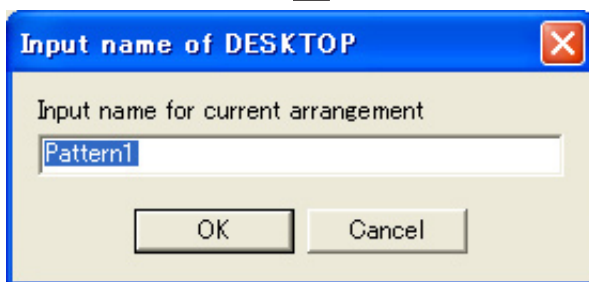 Input name of DESKTOP
Input name for current arrangement
Pattern1
OK
Cancel